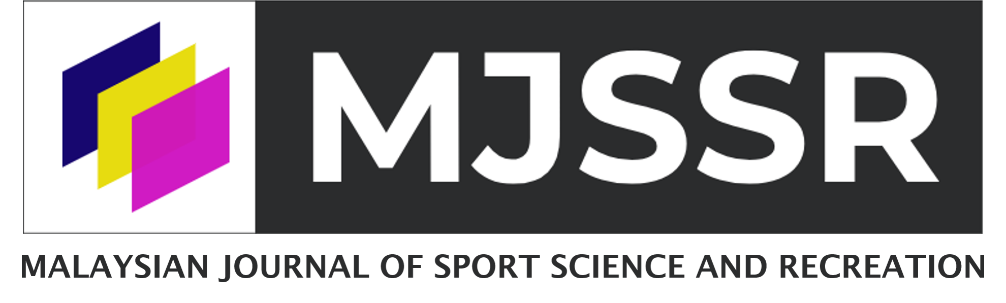 MJSSR
MALAYSIAN JOURNAL OF SPORT SCIENCE AND RECREATION